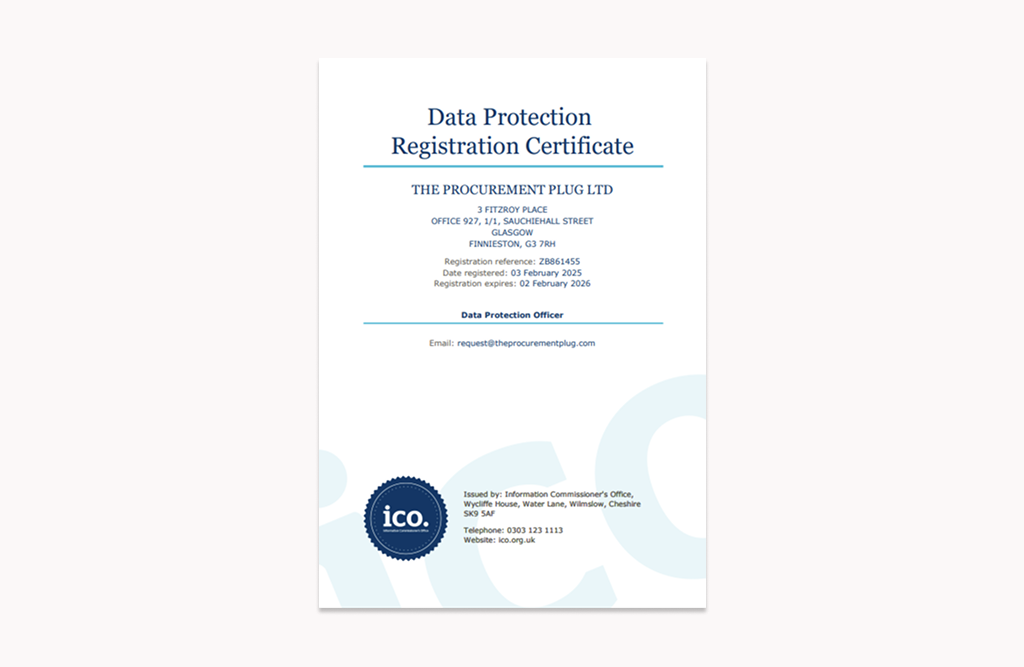 Data Protection
Registration Certificate
THE PROCUREMENT PLUG LTD
3 FITZROY PLACE
OFFICE 927, 1/1, SAUCHIEHALL STREET
GLASGOW
FINNIESTON, G3 7RH
Registration reference: ZB861455
Date registered: 03 February 2025
Registration expires: 02 February 2026
Data Protection Officer
Email: request@theprocurementplug.com
ico.
Information Commissioner's Office
Issued by: Information Commissioner's Office,
Wycliffe House, Water Lane, Wilmslow, Cheshire
SK9 5AF
Telephone: 0303 123 1113
Website: ico.org.uk
ico